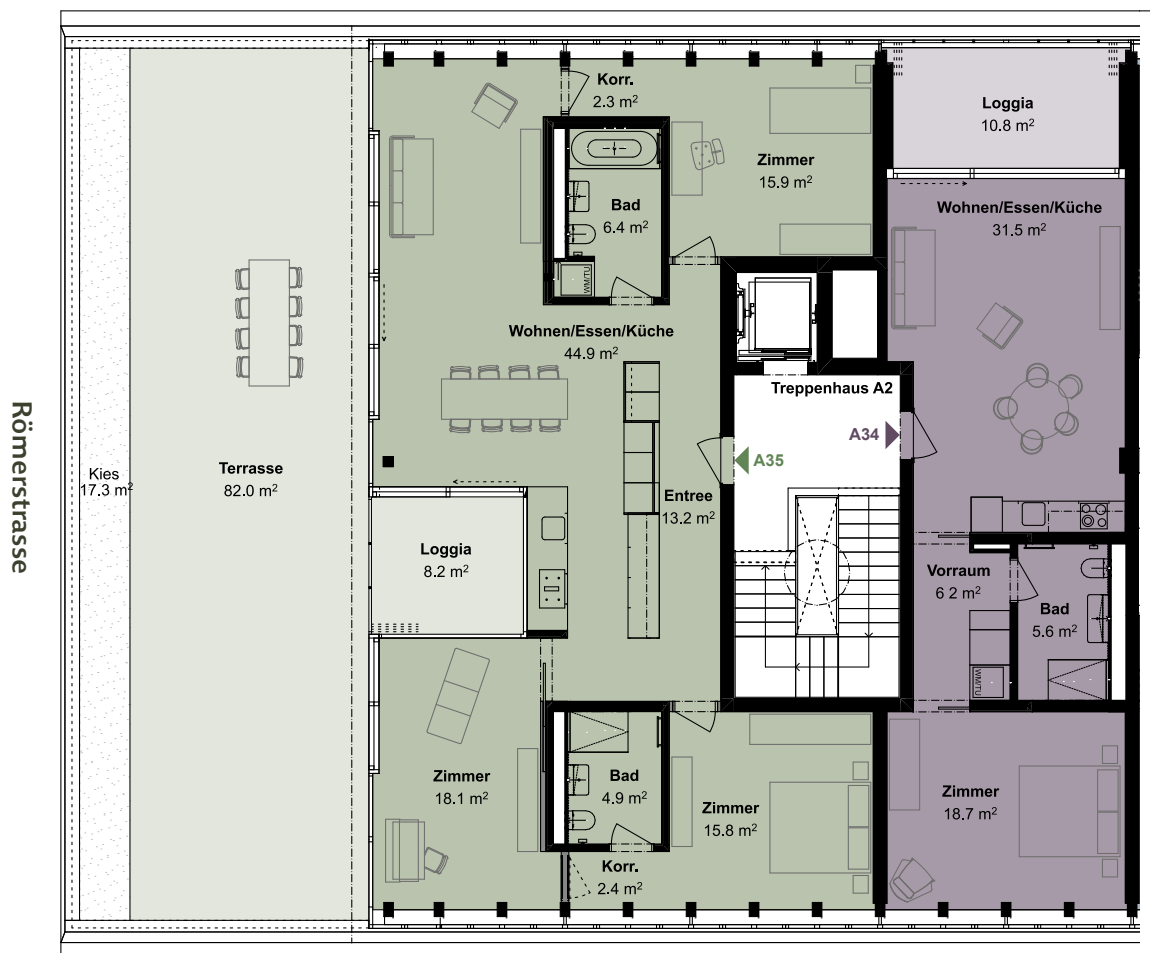 Römerstrasse
Kies
17.3 m²
Terrasse
82.0 m²
Korr.
2.3 m²
Zimmer
15.9 m²
Bad
6.4 m²
WM/TU
Wohnen/Essen/Küche
44.9 m²
Loggia
10.8 m²
Wohnen/Essen/Küche
31.5 m²
Treppenhaus A2
A34
A35
Entree
13.2 m²
Loggia
8.2 m²
Vorraum
6 2 m²
Bad
5.6 m²
WM/TU
Zimmer
18.1 m²
Bad
4.9 m²
Zimmer
15.8 m²
Korr.
2.4 m²
Zimmer
18.7 m²